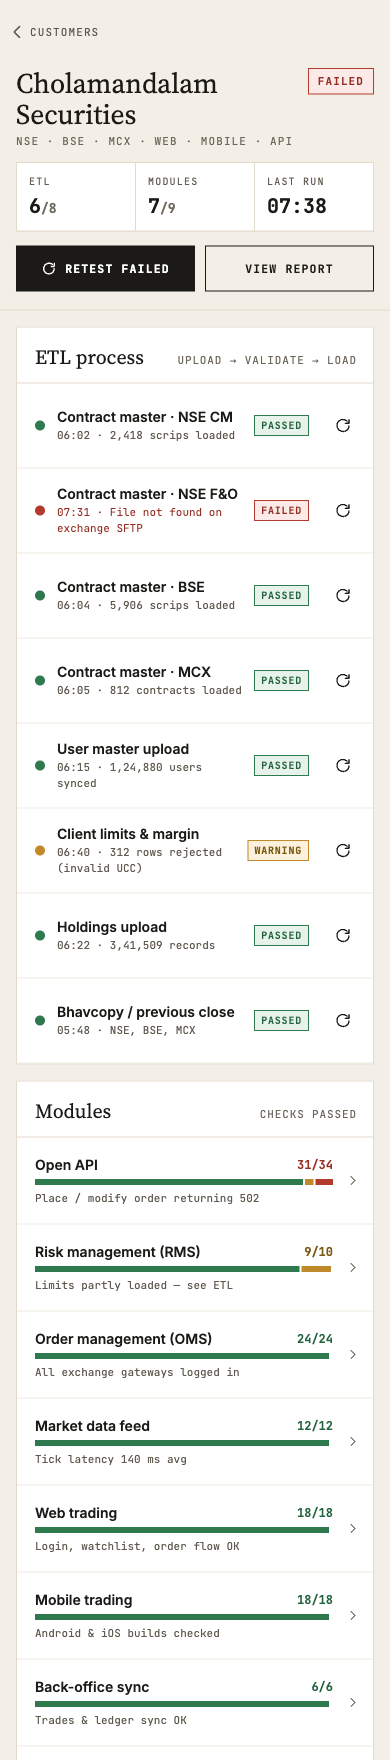 CUSTOMERS
Cholamandalam
Securities
FAILED
NSE · BSE · MCX · WEB · MOBILE · API
ETL
6/8
MODULES
7/9
LAST RUN
07:38
RETEST FAILED
VIEW REPORT
ETL process
UPLOAD → VALIDATE → LOAD
Contract master · NSE CM
06:02 · 2,418 scrips loaded
PASSED
Contract master · NSE F&O
07:31 · File not found on
exchange SFTP
FAILED
Contract master · BSE
06:04 · 5,906 scrips loaded
PASSED
Contract master · MCX
06:05 · 812 contracts loaded
PASSED
User master upload
06:15 · 1,24,880 users
synced
PASSED
Client limits & margin
06:40 · 312 rows rejected
(invalid UCC)
WARNING
Holdings upload
06:22 · 3,41,509 records
PASSED
Bhavcopy / previous close
05:48 · NSE, BSE, MCX
PASSED
Modules
CHECKS PASSED
Open API
31/34
Place / modify order returning 502
Risk management (RMS)
9/10
Limits partly loaded — see ETL
Order management (OMS)
24/24
All exchange gateways logged in
Market data feed
12/12
Tick latency 140 ms avg
Web trading
18/18
Login, watchlist, order flow OK
Mobile trading
18/18
Android & iOS builds checked
Back-office sync
6/6
Trades & ledger sync OK